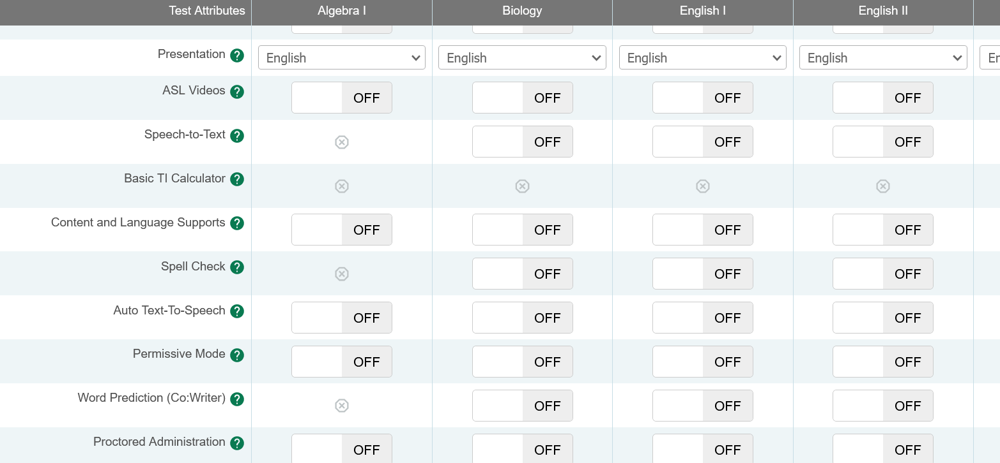 Test Attributes Algebra I Biology English I English II
Presentation ? English English English English
ASL Videos ? OFF OFF OFF OFF
Speech-to-Text ? OFF OFF OFF
Basic TI Calculator ?
Content and Language Supports ? OFF OFF OFF OFF
Spell Check ? OFF OFF OFF
Auto Text-To-Speech ? OFF OFF OFF OFF
Permissive Mode ? OFF OFF OFF OFF
Word Prediction (Co:Writer) ? OFF OFF OFF
Proctored Administration ? OFF OFF OFF OFF